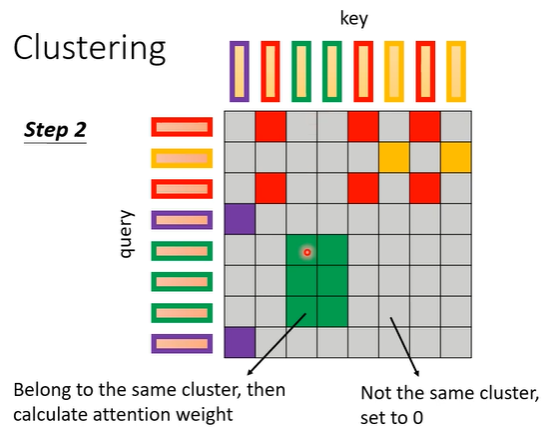 key
Clustering
Step 2
query
Belong to the same cluster, then
calculate attention weight
Not the same cluster,
set to 0